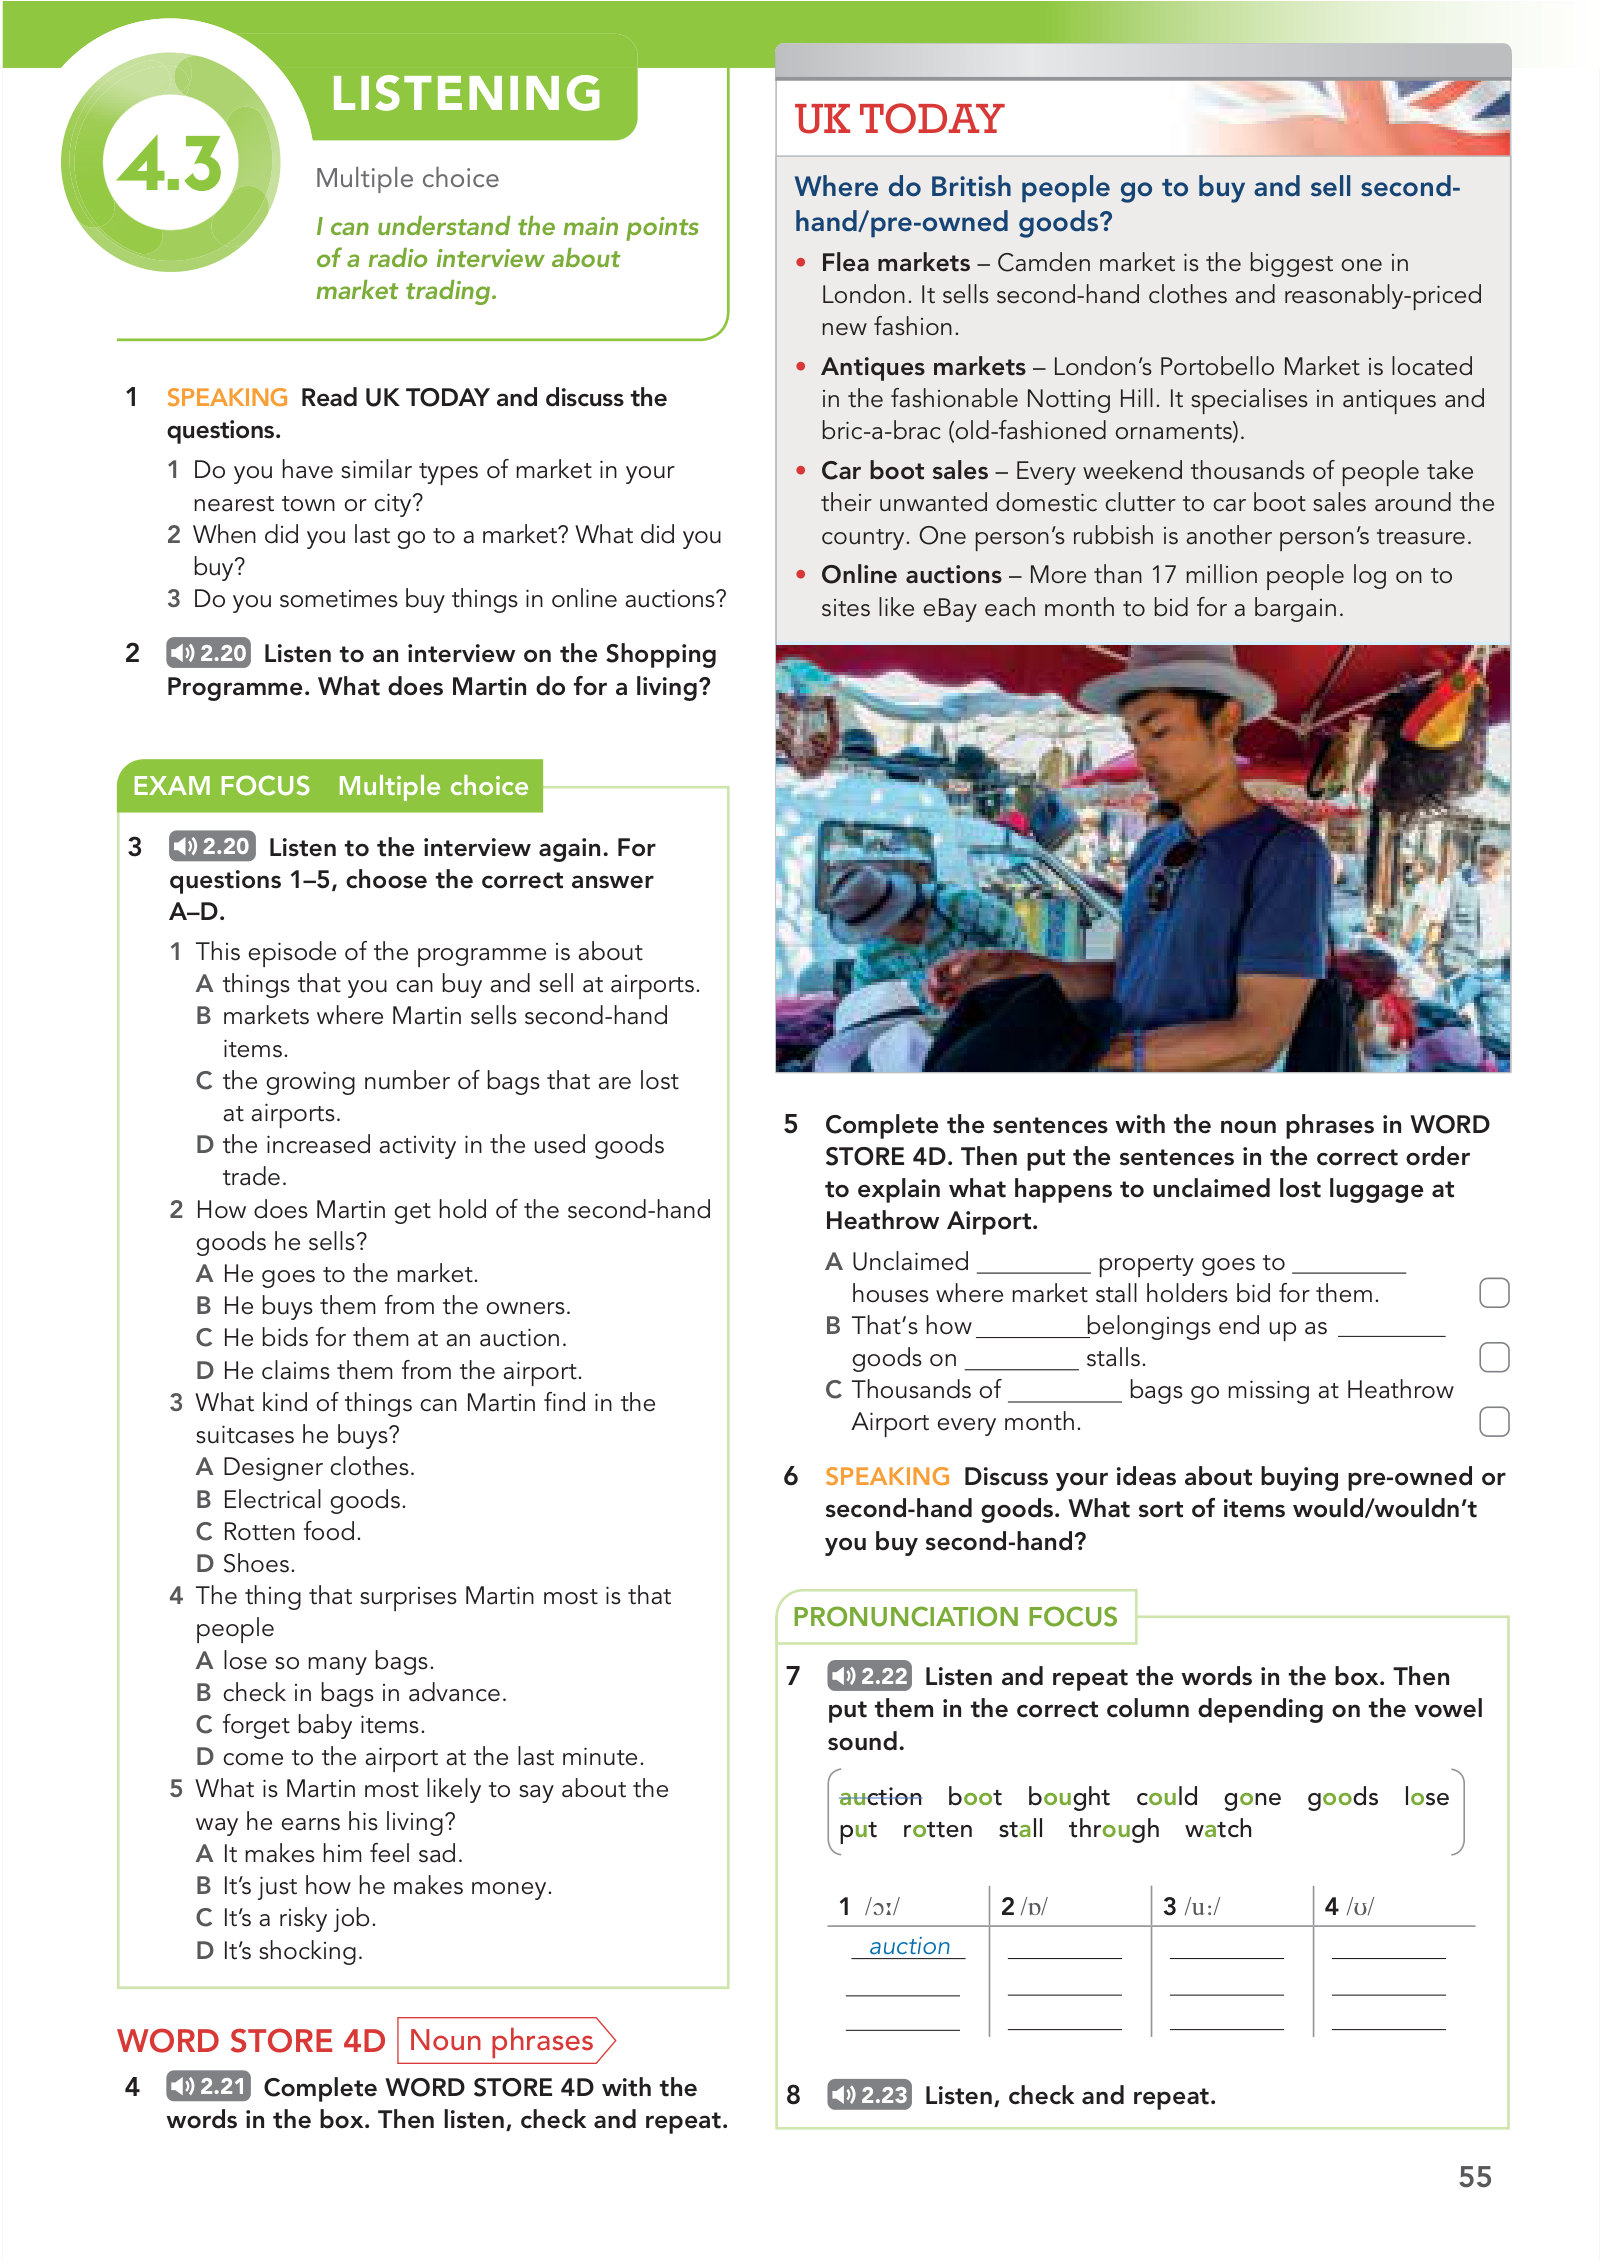 4.3
LISTENING
Multiple choice
I can understand the main points
of a radio interview about
market trading.
1 SPEAKING Read UK TODAY and discuss the
questions.
1 Do you have similar types of market in your
nearest town or city?
2 When did you last go to a market? What did you
buy?
3 Do you sometimes buy things in online auctions?
2 2.20 Listen to an interview on the Shopping
Programme. What does Martin do for a living?
EXAM FOCUS Multiple choice
3 2.20 Listen to the interview again. For
questions 1–5, choose the correct answer
A–D.
1 This episode of the programme is about
A things that you can buy and sell at airports.
B markets where Martin sells second-hand
items.
C the growing number of bags that are lost
at airports.
D the increased activity in the used goods
trade.
2 How does Martin get hold of the second-hand
goods he sells?
A He goes to the market.
B He buys them from the owners.
C He bids for them at an auction.
D He claims them from the airport.
3 What kind of things can Martin find in the
suitcases he buys?
A Designer clothes.
B Electrical goods.
C Rotten food.
D Shoes.
4 The thing that surprises Martin most is that
people
A lose so many bags.
B check in bags in advance.
C forget baby items.
D come to the airport at the last minute.
5 What is Martin most likely to say about the
way he earns his living?
A It makes him feel sad.
B It's just how he makes money.
C It's a risky job.
D It's shocking.
WORD STORE 4D Noun phrases
4 2.21 Complete WORD STORE 4D with the
words in the box. Then listen, check and repeat.
UK TODAY
Where do British people go to buy and sell second-
hand/pre-owned goods?
• Flea markets – Camden market is the biggest one in
London. It sells second-hand clothes and reasonably-priced
new fashion.
• Antiques markets – London's Portobello Market is located
in the fashionable Notting Hill. It specialises in antiques and
bric-a-brac (old-fashioned ornaments).
• Car boot sales – Every weekend thousands of people take
their unwanted domestic clutter to car boot sales around the
country. One person's rubbish is another person's treasure.
• Online auctions – More than 17 million people log on to
sites like eBay each month to bid for a bargain.
5 Complete the sentences with the noun phrases in WORD
STORE 4D. Then put the sentences in the correct order
to explain what happens to unclaimed lost luggage at
Heathrow Airport.
A Unclaimed ________ property goes to ________
houses where market stall holders bid for them.
B That's how ________belongings end up as ________
goods on ________ stalls.
C Thousands of ________ bags go missing at Heathrow
Airport every month.
6 SPEAKING Discuss your ideas about buying pre-owned or
second-hand goods. What sort of items would/wouldn't
you buy second-hand?
PRONUNCIATION FOCUS
7 2.22 Listen and repeat the words in the box. Then
put them in the correct column depending on the vowel
sound.
auction boot bought could gone goods lose
put rotten stall through watch
1 /ɔː/ 2 /ɒ/ 3 /uː/ 4 /ʊ/
auction
8 2.23 Listen, check and repeat.
55